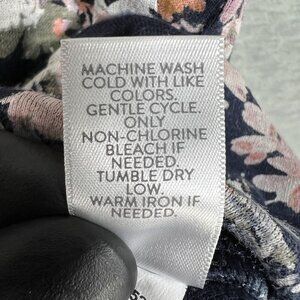 MACHINE WASH
COLD WITH LIKE
COLORS.
GENTLE CYCLE.
ONLY
NON-CHLORINE
BLEACH IF
NEEDED.
TUMBLE DRY
LOW.
WARM IRON IF
NEEDED.